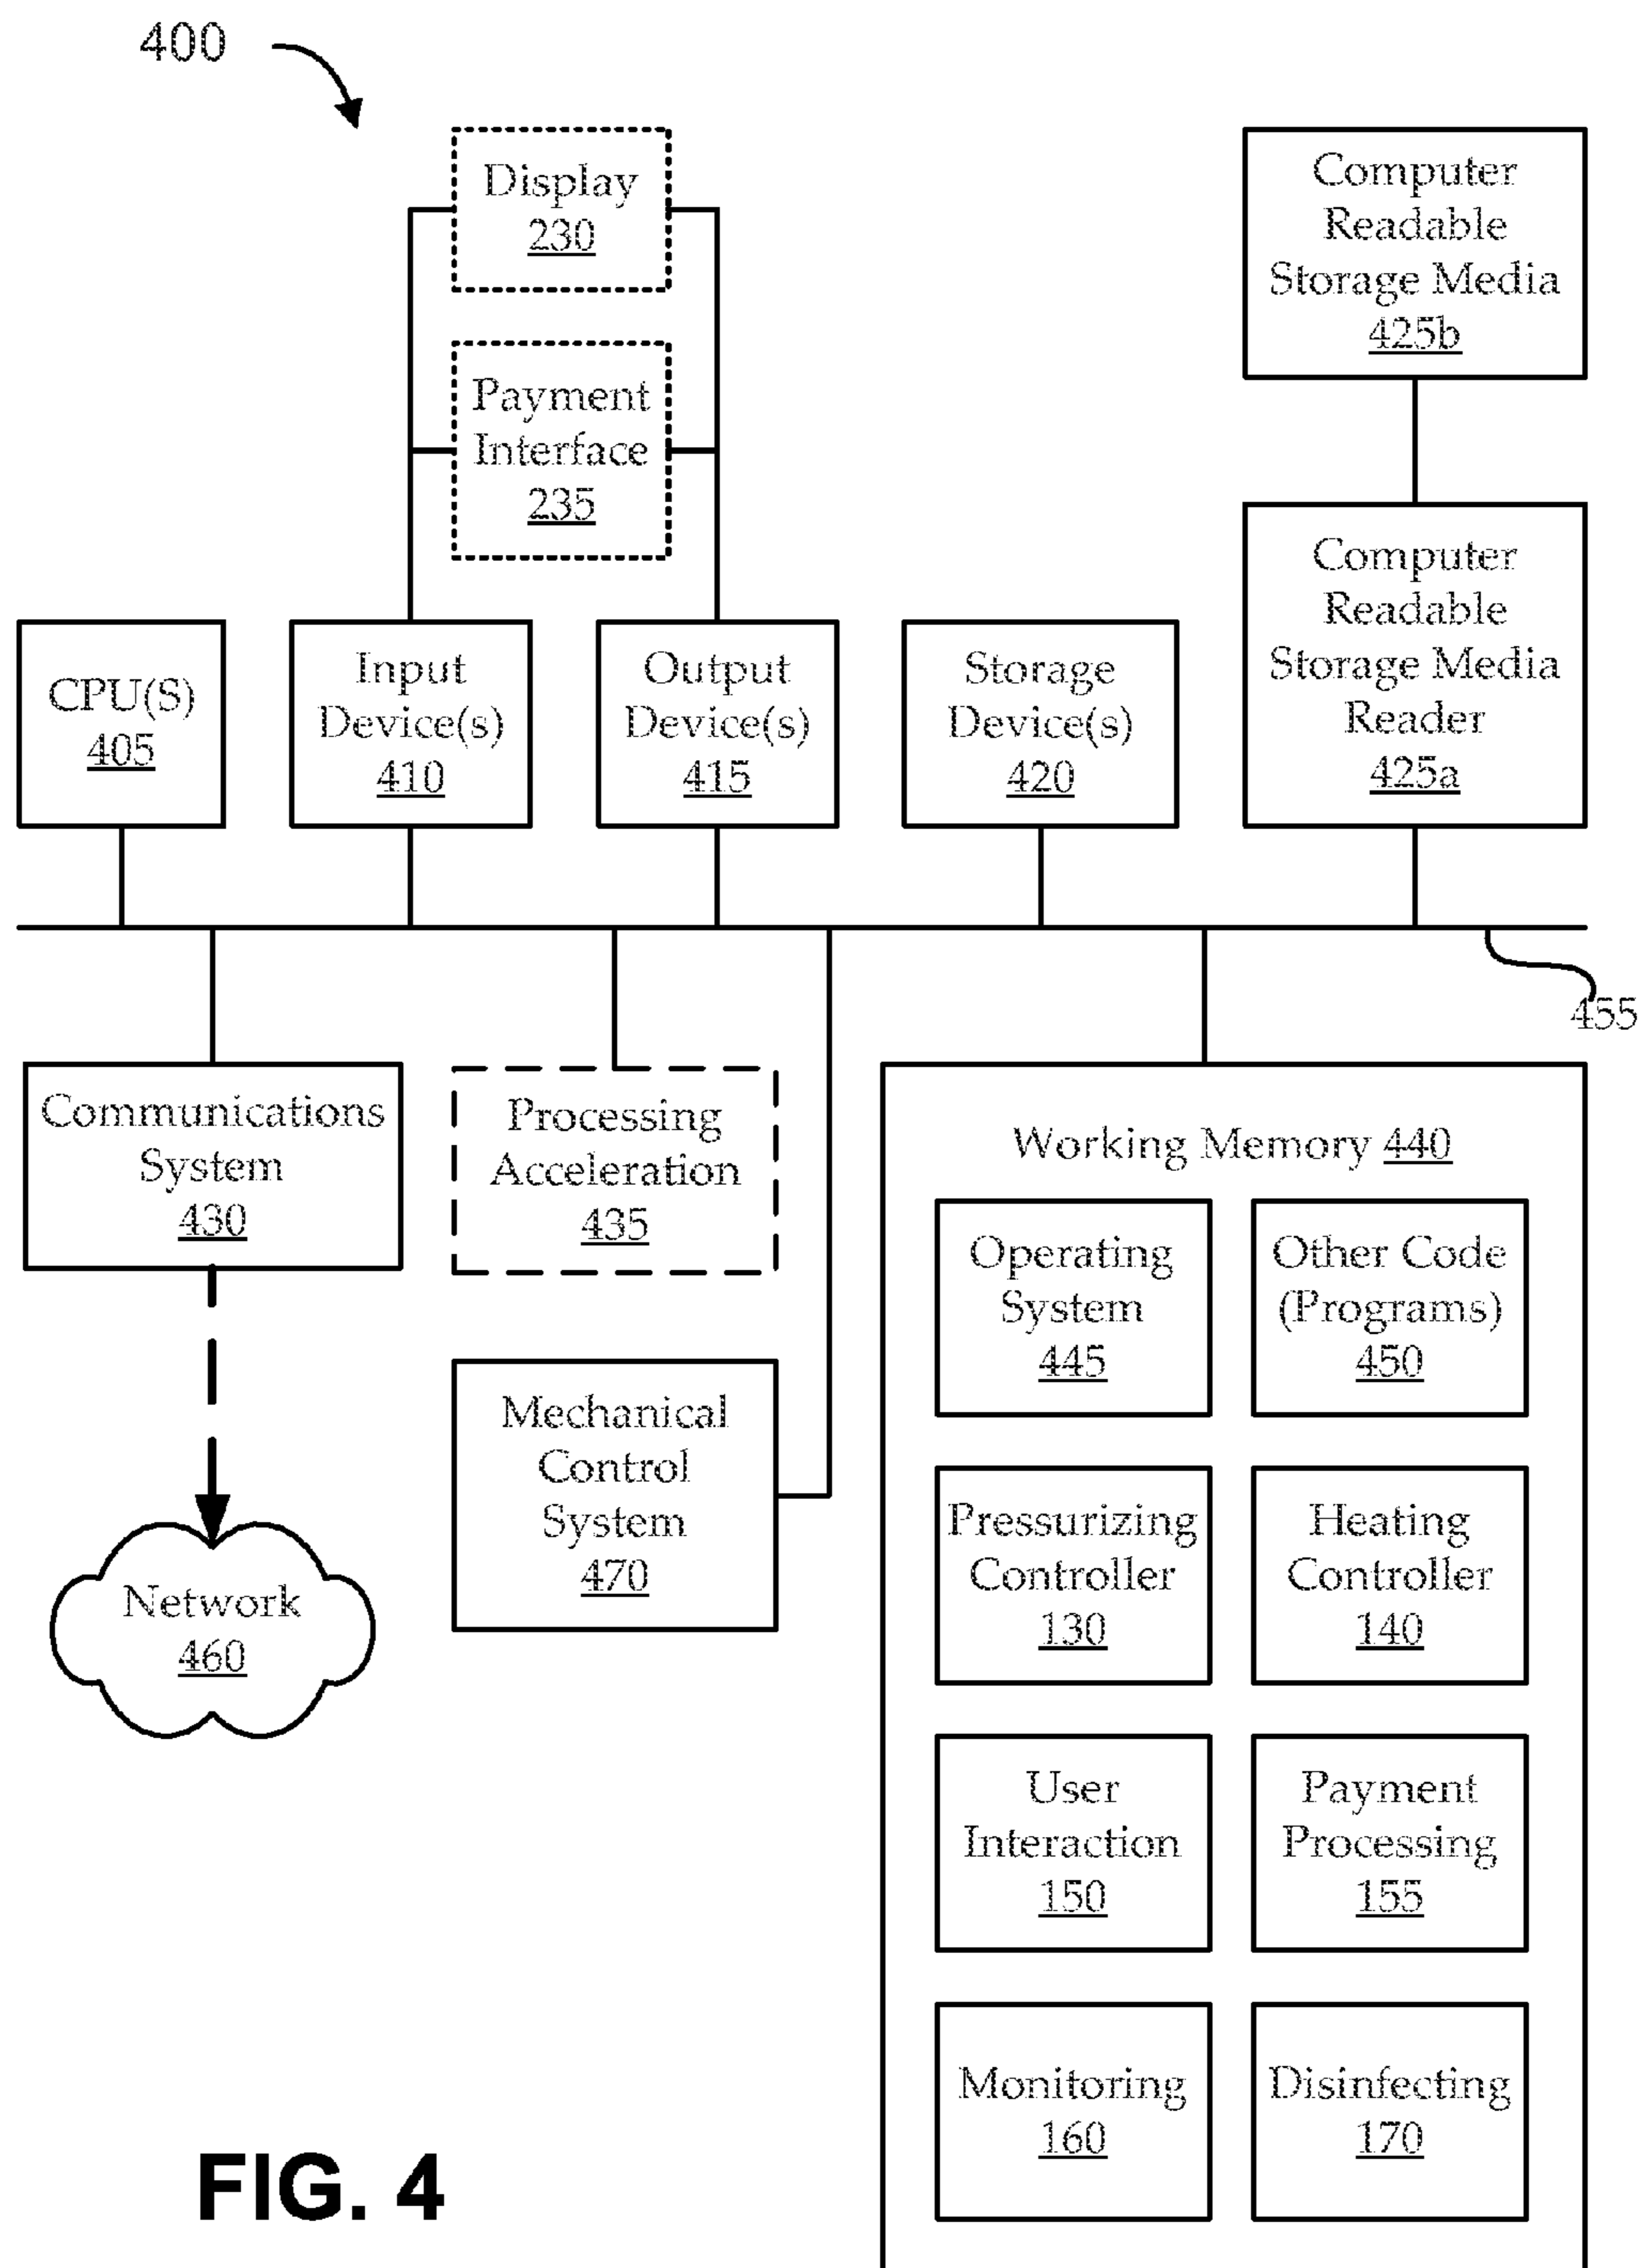 400
Display
230
Payment
Interface
235
Computer
Readable
Storage Media
425b
Computer
Readable
Storage Media
Reader
425a
CPU(S)
405
Input
Device(s)
410
Output
Device(s)
415
Storage
Device(s)
420
455
Communications
System
430
Processing
Acceleration
435
Mechanical
Control
System
470
Network
460
Working Memory 440
Operating
System
445
Other Code
(Programs)
450
Pressurizing
Controller
130
Heating
Controller
140
User
Interaction
150
Payment
Processing
155
Monitoring
160
Disinfecting
170
FIG. 4